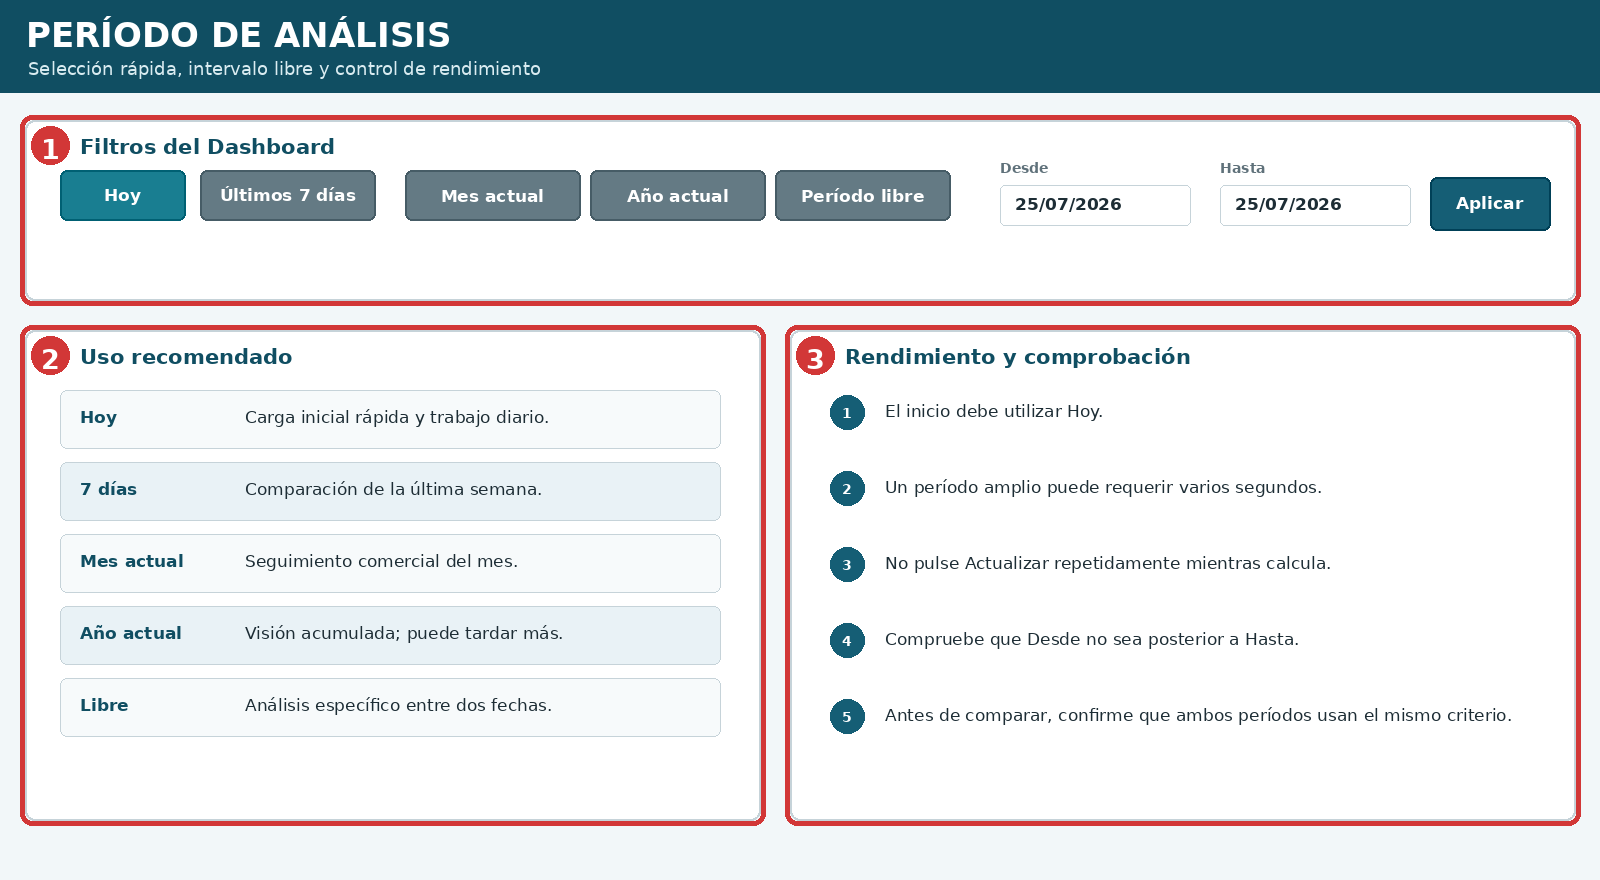 PERÍODO DE ANÁLISIS
Selección rápida, intervalo libre y control de rendimiento
1 Filtros del Dashboard
Hoy Últimos 7 días Mes actual Año actual Período libre
Desde Hasta
25/07/2026 25/07/2026 Aplicar
2 Uso recomendado
Hoy Carga inicial rápida y trabajo diario.
7 días Comparación de la última semana.
Mes actual Seguimiento comercial del mes.
Año actual Visión acumulada; puede tardar más.
Libre Análisis específico entre dos fechas.
3 Rendimiento y comprobación
1 El inicio debe utilizar Hoy.
2 Un período amplio puede requerir varios segundos.
3 No pulse Actualizar repetidamente mientras calcula.
4 Compruebe que Desde no sea posterior a Hasta.
5 Antes de comparar, confirme que ambos períodos usan el mismo criterio.